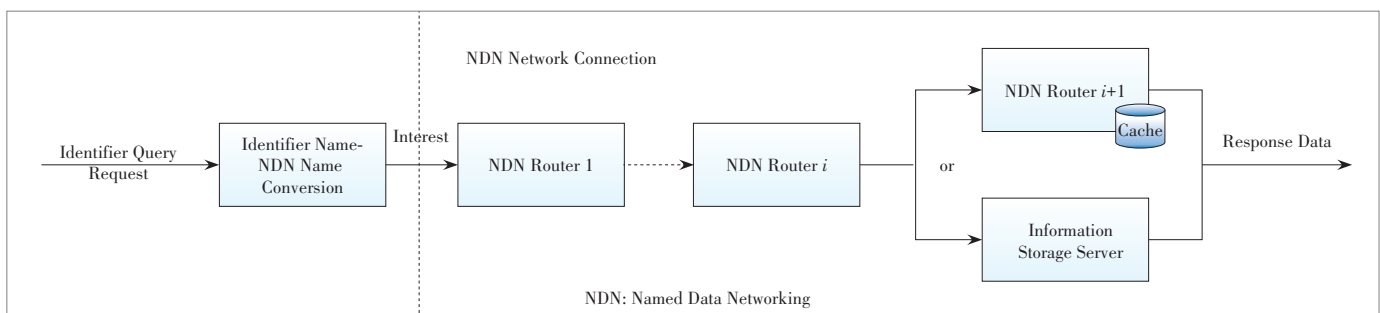 NDN Network Connection
Identifier Query
Request
Identifier Name-
NDN Name
Conversion
Interest
NDN Router 1
NDN Router i
or
NDN Router i+1
Cache
Information
Storage Server
Response Data
NDN: Named Data Networking